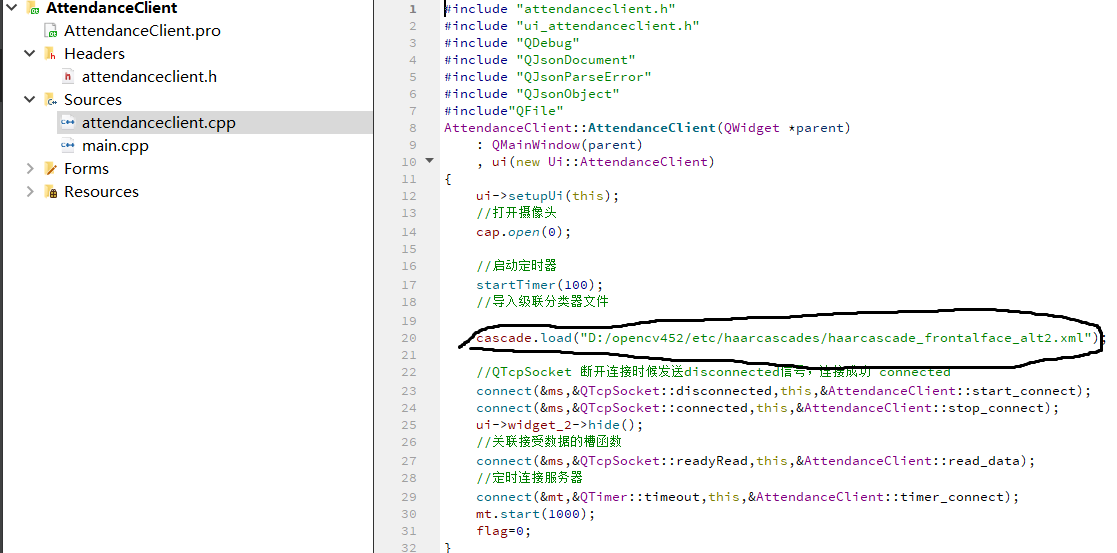 AttendanceClient
AttendanceClient.pro
Headers
attendanceclient.h
Sources
attendanceclient.cpp
main.cpp
Forms
Resources
1 #include "attendanceclient.h"
2 #include "ui_attendanceclient.h"
3 #include "QDebug"
4 #include "QJsonDocument"
5 #include "QJsonParseError"
6 #include "QJsonObject"
7 #include"QFile"
8 AttendanceClient::AttendanceClient(QWidget *parent)
9 : QMainWindow(parent)
10 , ui(new Ui::AttendanceClient)
11 {
12 ui->setupUi(this);
13 //打开摄像头
14 cap.open(0);
15
16 //启动定时器
17 startTimer(100);
18 //导入级联分类器文件
19
20 cascade.load("D:/opencv452/etc/haarcascades/haarcascade_frontalface_alt2.xml");
21
22 //QTcpSocket 断开连接时候发送disconnected信号，连接成功 connected
23 connect(&ms,&QTcpSocket::disconnected,this,&AttendanceClient::start_connect);
24 connect(&ms,&QTcpSocket::connected,this,&AttendanceClient::stop_connect);
25 ui->widget_2->hide();
26 //关联接受数据的槽函数
27 connect(&ms,&QTcpSocket::readyRead,this,&AttendanceClient::read_data);
28 //定时连接服务器
29 connect(&mt,&QTimer::timeout,this,&AttendanceClient::timer_connect);
30 mt.start(1000);
31 flag=0;
32 }